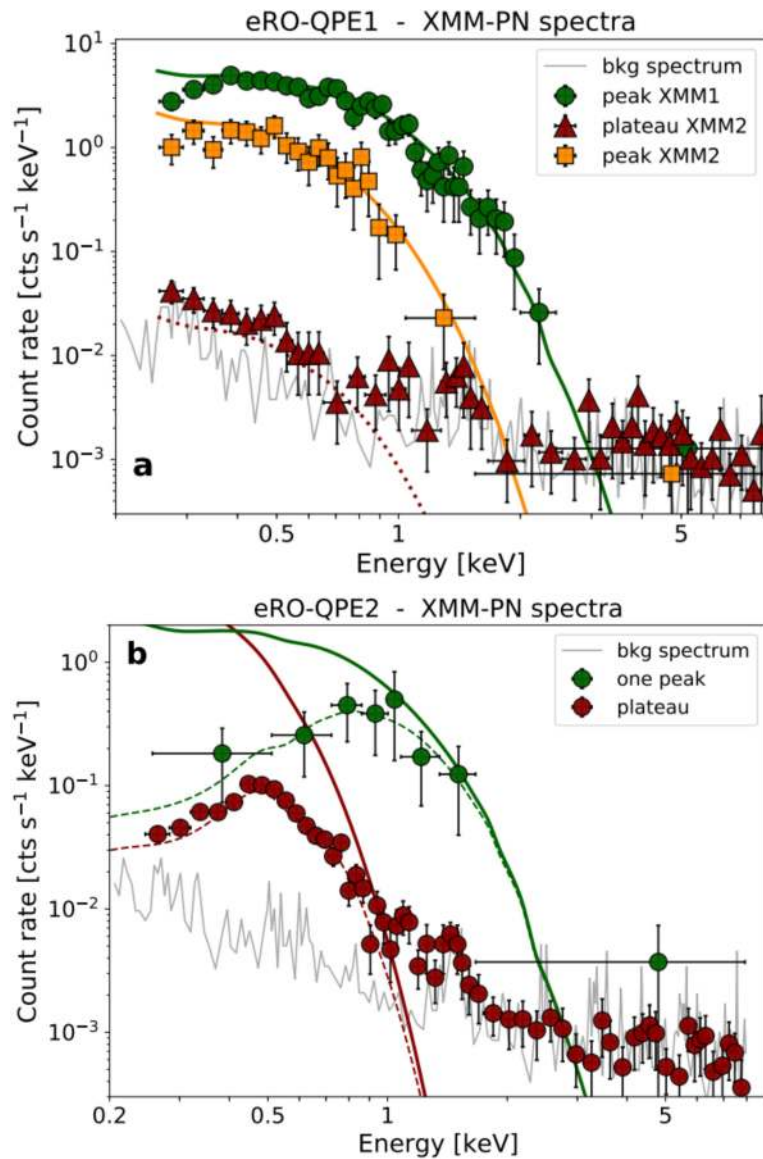 eRO-QPE1 - XMM-PN spectra
10¹
10⁰
10⁻¹
10⁻²
10⁻³
Count rate [cts s⁻¹ keV⁻¹]
bkg spectrum
peak XMM1
plateau XMM2
peak XMM2
a
0.5
1
5
Energy [keV]
eRO-QPE2 - XMM-PN spectra
b
10⁰
10⁻¹
10⁻²
10⁻³
Count rate [cts s⁻¹ keV⁻¹]
bkg spectrum
one peak
plateau
0.2
0.5
1
5
Energy [keV]